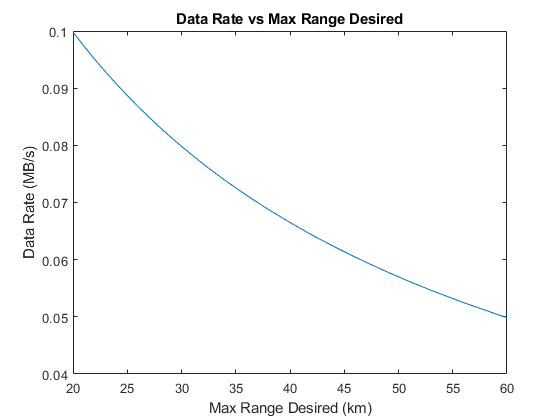 Data Rate vs Max Range Desired
0.1
0.09
0.08
0.07
0.06
0.05
0.04
Data Rate (MB/s)
20 25 30 35 40 45 50 55 60
Max Range Desired (km)